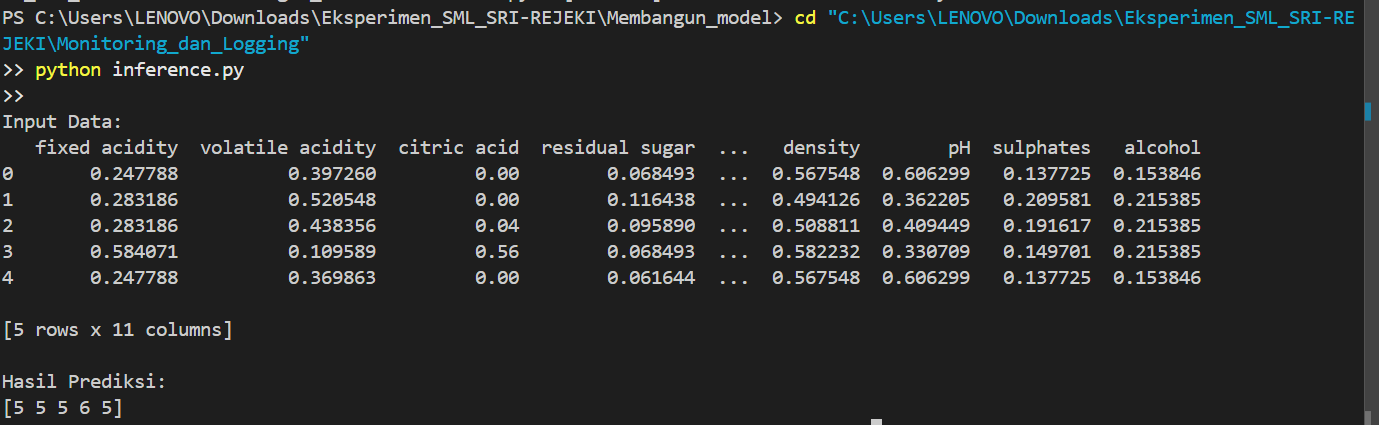 PS C:\Users\LENOVO\Downloads\Eksperimen_SML_SRI-REJEKI\Membangun_model> cd "C:\Users\LENOVO\Downloads\Eksperimen_SML_SRI-RE
JEKI\Monitoring_dan_Logging"
>> python inference.py
>>
Input Data:
   fixed acidity  volatile acidity  citric acid  residual sugar  ...   density        pH  sulphates   alcohol
0       0.247788          0.397260         0.00        0.068493  ...  0.567548  0.606299   0.137725  0.153846
1       0.283186          0.520548         0.00        0.116438  ...  0.494126  0.362205   0.209581  0.215385
2       0.283186          0.438356         0.04        0.095890  ...  0.508811  0.409449   0.191617  0.215385
3       0.584071          0.109589         0.56        0.068493  ...  0.582232  0.330709   0.149701  0.215385
4       0.247788          0.369863         0.00        0.061644  ...  0.567548  0.606299   0.137725  0.153846
[5 rows x 11 columns]
Hasil Prediksi:
[5 5 5 6 5]